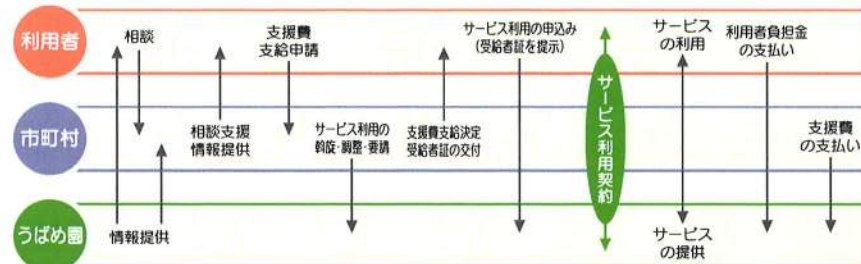 利用者
相談
支援費
支給申請
サービス利用の申込み
(受給者証を提示)
サービス
の利用
利用者負担金
の支払い
市町村
相談支援
情報提供
サービス利用の
斡旋・調整・要請
支援費支給決定
受給者証の交付
サービス利用契約
支援費
の支払い
うばめ園
情報提供
サービス
の提供